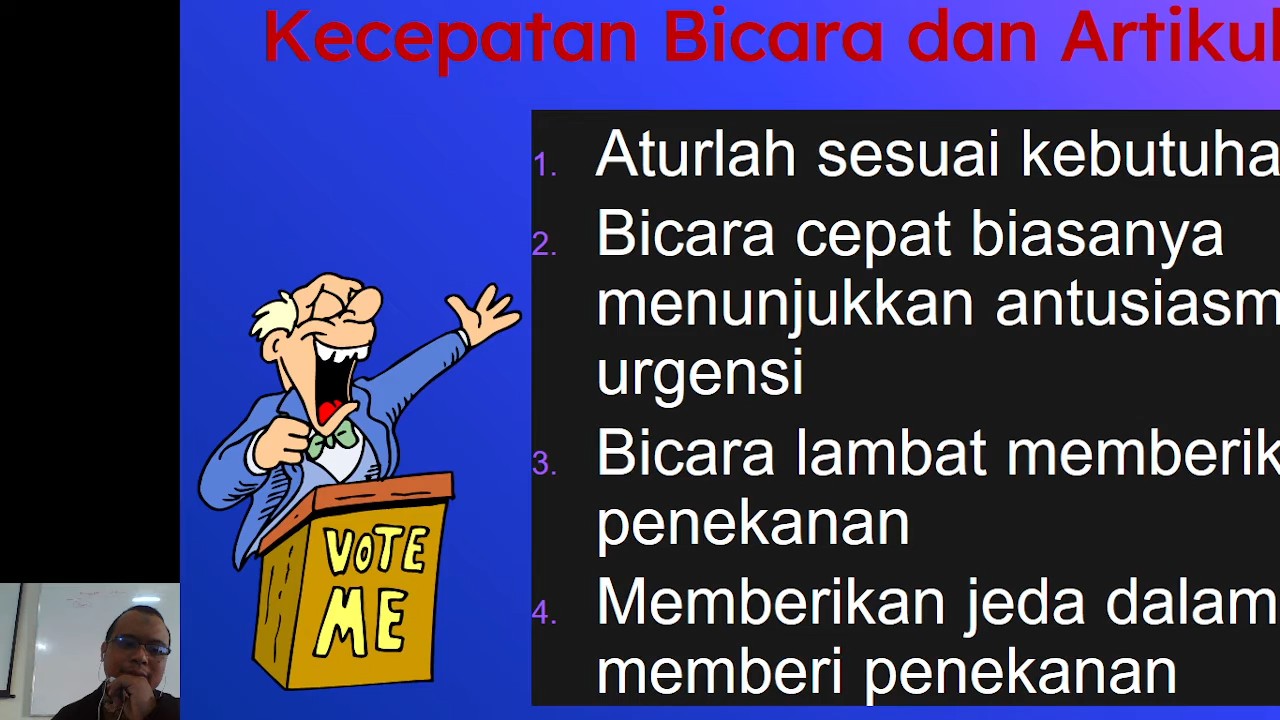 Kecepatan Bicara dan Artikul
1. Aturlah sesuai kebutuha
2. Bicara cepat biasanya
menunjukkan antusiasm
urgensi
3. Bicara lambat memberik
penekanan
4. Memberikan jeda dalam
memberi penekanan
VOTE
ME